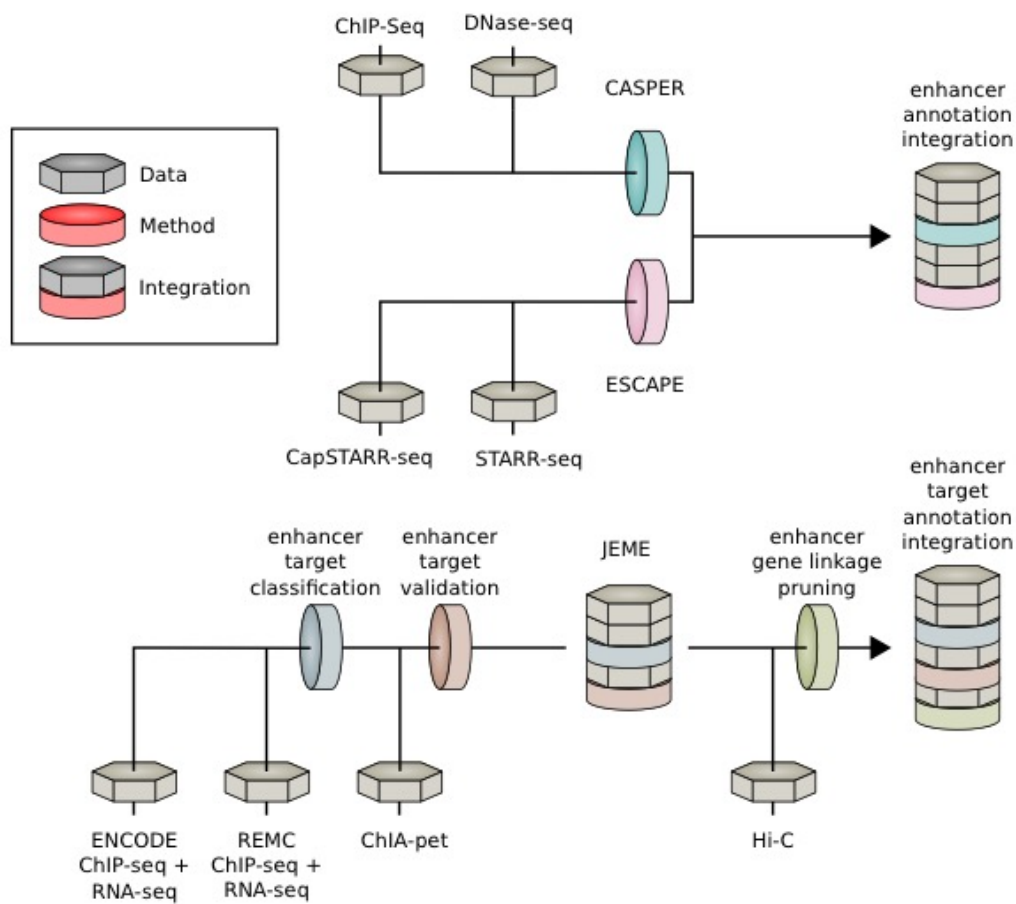 ChIP-Seq
DNase-seq
CASPER
enhancer
annotation
integration
Data
Method
Integration
ESCAPE
CapSTARR-seq
STARR-seq
enhancer
target
classification
enhancer
target
validation
JEME
enhancer
gene linkage
pruning
enhancer
target
annotation
integration
ENCODE
ChIP-seq +
RNA-seq
REMC
ChIP-seq +
RNA-seq
ChIA-pet
Hi-C